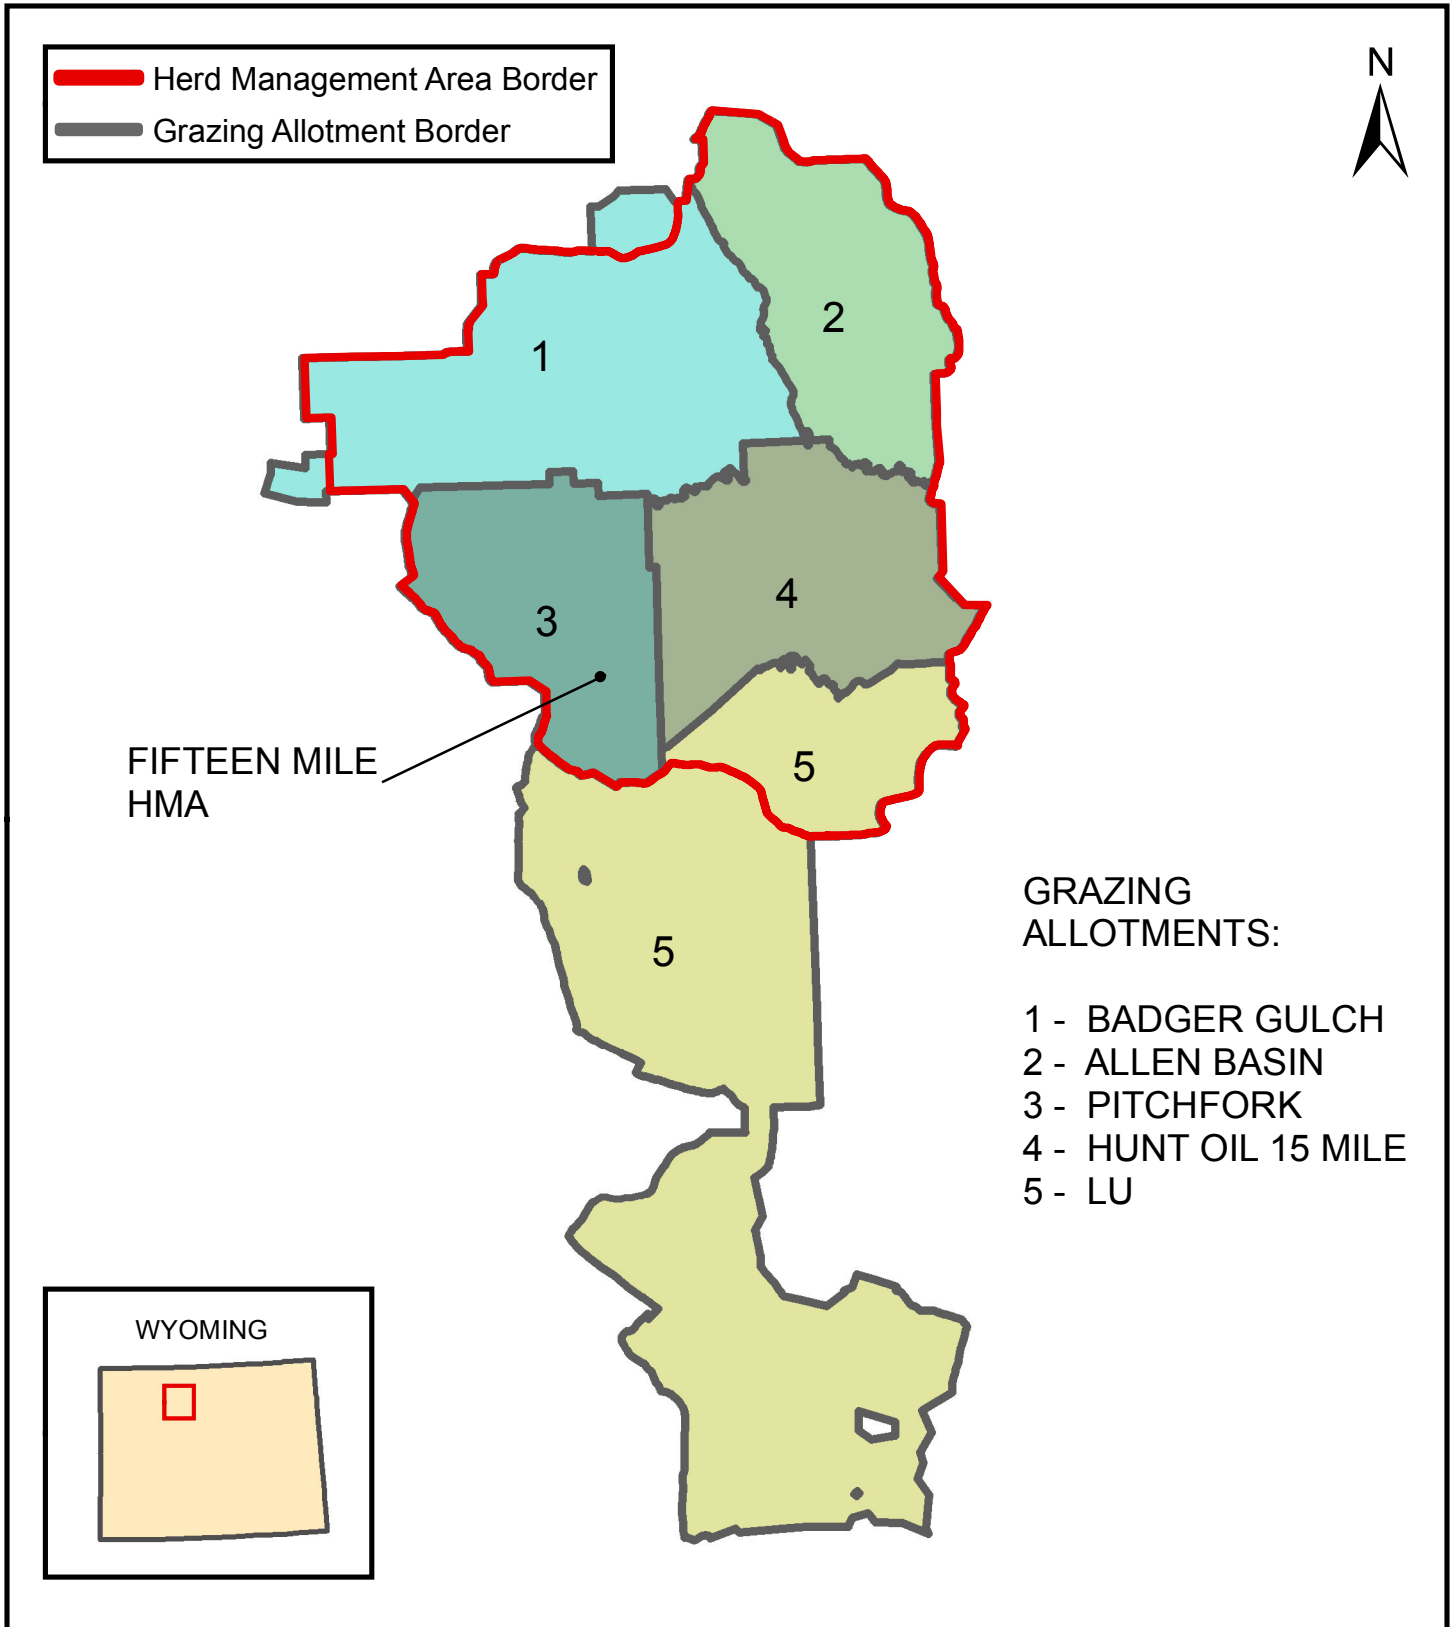 Herd Management Area Border
Grazing Allotment Border
N
2
1
4
3
FIFTEEN MILE
HMA
5
5
GRAZING
ALLOTMENTS:
1 - BADGER GULCH
2 - ALLEN BASIN
3 - PITCHFORK
4 - HUNT OIL 15 MILE
5 - LU
WYOMING